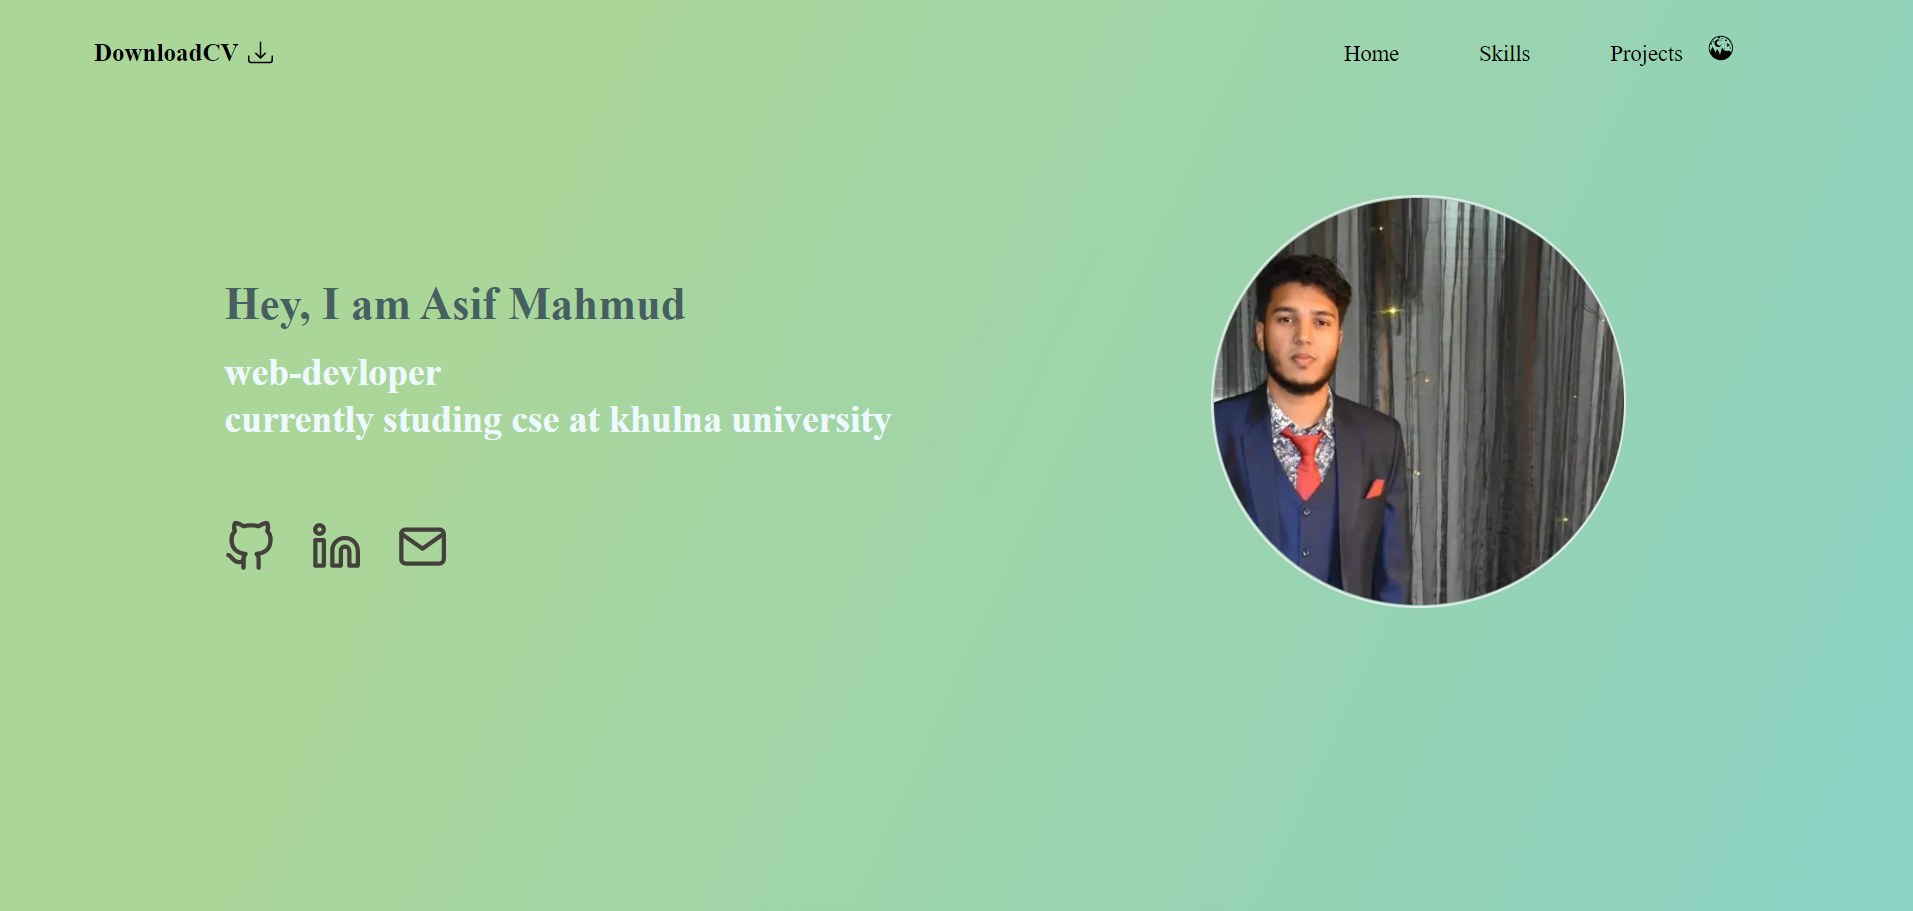 DownloadCV
Home Skills Projects
Hey, I am Asif Mahmud
web-devloper
currently studing cse at khulna university